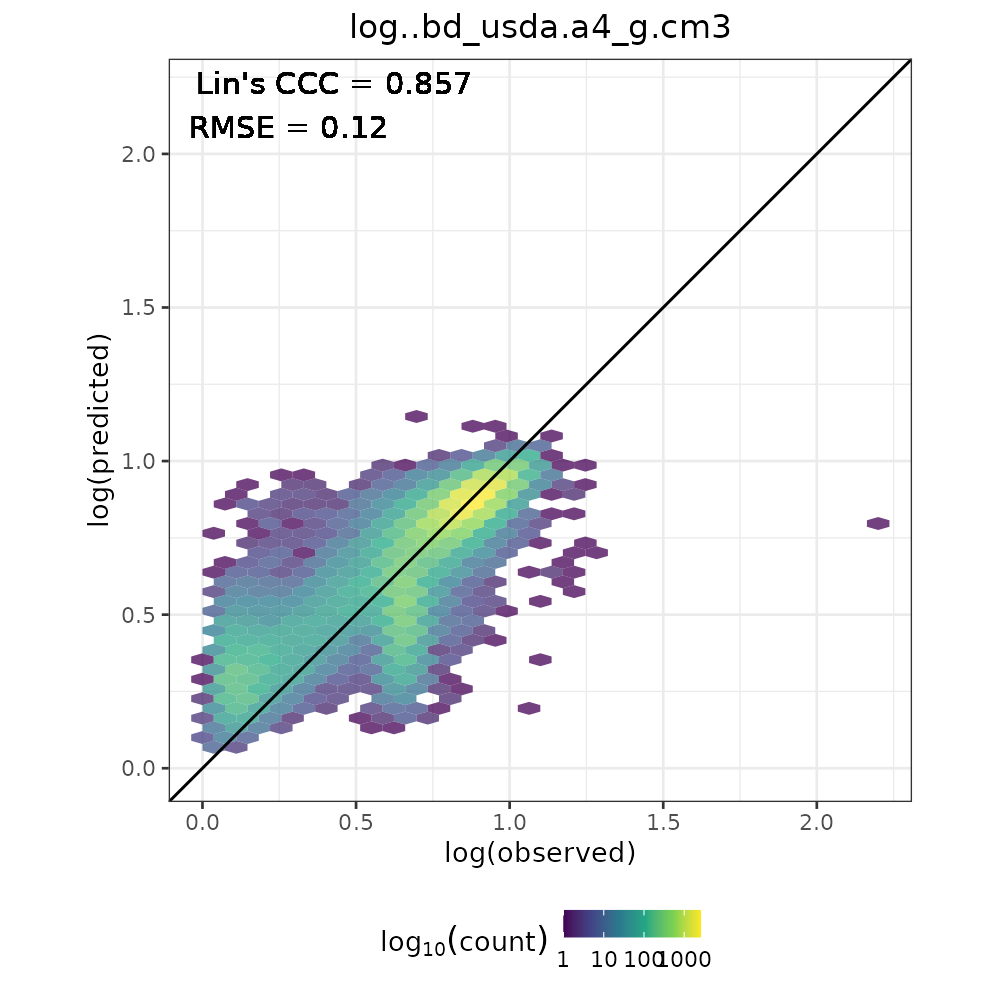 log..bd_usda.a4_g.cm3
Lin's CCC = 0.857
RMSE = 0.12
2.0
1.5
1.0
0.5
0.0
log(predicted)
0.0 0.5 1.0 1.5 2.0
log(observed)
log₁₀(count)
1 10 100 1000